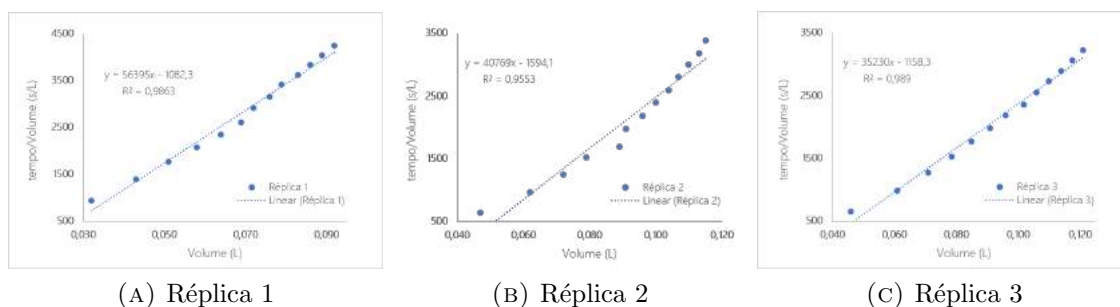 4500
3500
2500
1500
500
tempo/Volume (s/L)
y = 56395x - 1082,3
R² = 0,9863
Réplica 1
Linear (Réplica 1)
0,030
0,050
0,070
0,090
Volume (L)
(A) Réplica 1
3500
2500
1500
500
tempo/Volume (s/L)
y = 40769x - 1594,1
R² = 0,9553
Réplica 2
Linear (Réplica 2)
0,040
0,060
0,080
0,100
0,120
Volume (L)
(B) Réplica 2
3500
2500
1500
500
tempo/Volume (s/L)
y = 35230x - 1158,3
R² = 0,989
Réplica 3
Linear (Réplica 3)
0,040
0,060
0,080
0,100
0,120
Volume (L)
(C) Réplica 3